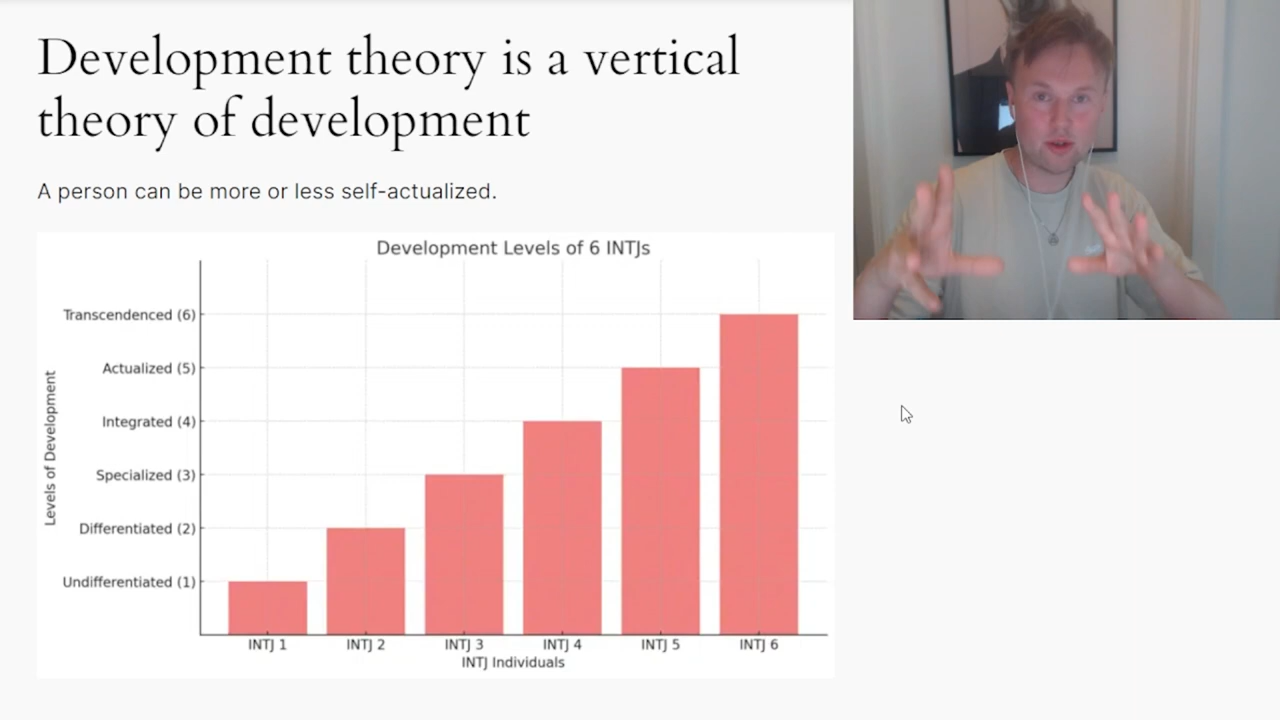 Development theory is a vertical
theory of development
A person can be more or less self-actualized.
Development Levels of 6 INTJs
Levels of Development
Transcendenced (6)
Actualized (5)
Integrated (4)
Specialized (3)
Differentiated (2)
Undifferentiated (1)
INTJ 1 INTJ 2 INTJ 3 INTJ 4 INTJ 5 INTJ 6
INTJ Individuals